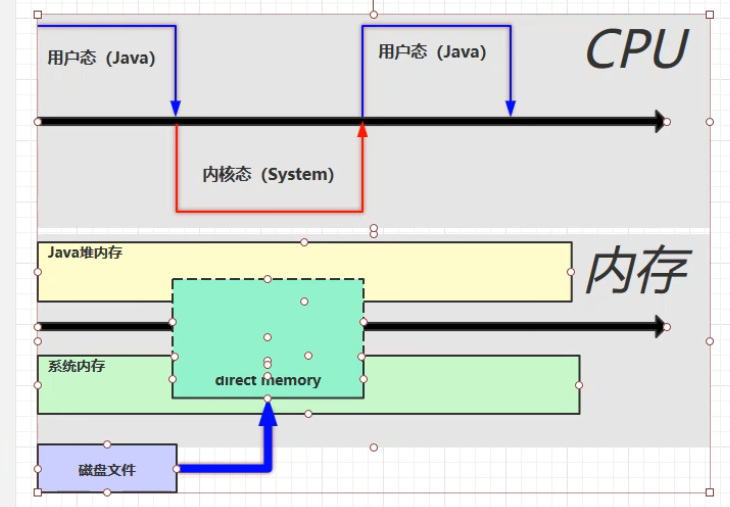 用户态（Java）
用户态（Java）
CPU
内核态（System）
Java堆内存
内存
系统内存
direct memory
磁盘文件